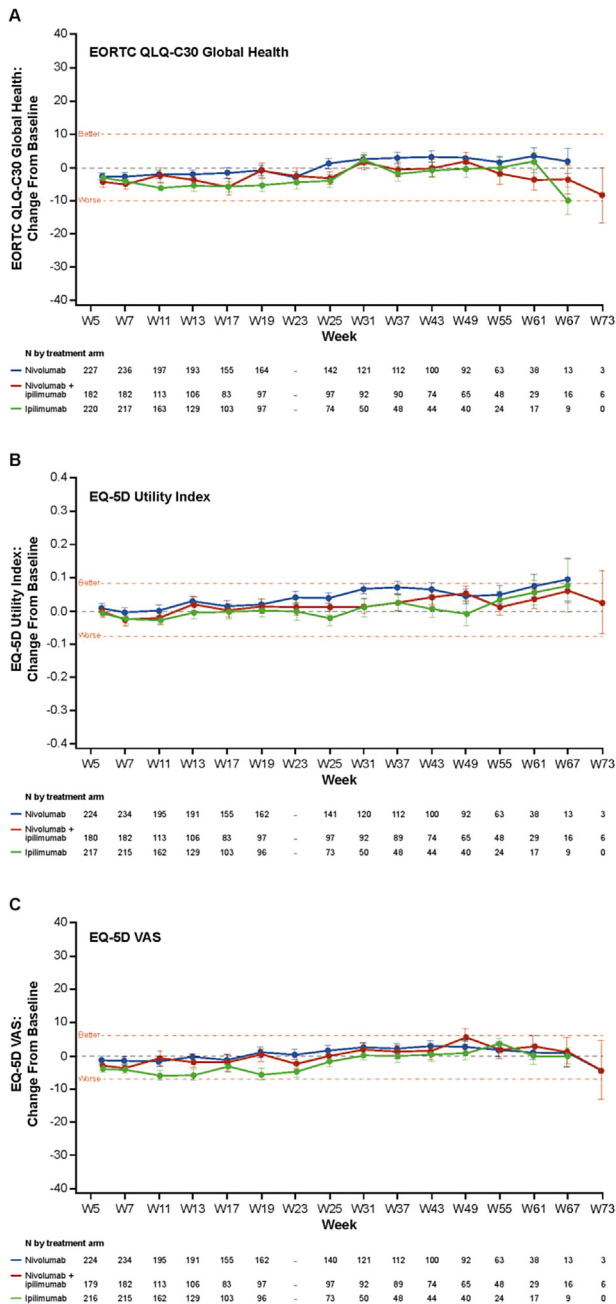 A
EORTC QLQ-C30 Global Health
EORTC QLQ-C30 Global Health:
Change From Baseline
40
30
20
10
0
-10
-20
-30
-40
Better
Worse
W5 W7 W11 W13 W17 W19 W23 W25 W31 W37 W43 W49 W55 W61 W67 W73
Week
N by treatment arm
Nivolumab 227 236 197 193 155 164 - 142 121 112 100 92 63 38 13 3
Nivolumab +
ipilimumab 182 182 113 106 83 97 - 97 92 90 74 65 48 29 16 6
Ipilimumab 220 217 163 129 103 97 - 74 50 48 44 40 24 17 9 0
B
EQ-5D Utility Index
EQ-5D Utility Index:
Change From Baseline
0.4
0.3
0.2
0.1
0.0
-0.1
-0.2
-0.3
-0.4
Better
Worse
W5 W7 W11 W13 W17 W19 W23 W25 W31 W37 W43 W49 W55 W61 W67 W73
Week
N by treatment arm
Nivolumab 224 234 195 191 155 162 - 141 120 112 100 92 63 38 13 3
Nivolumab +
ipilimumab 180 182 113 106 83 97 - 97 92 89 74 65 48 29 16 6
Ipilimumab 217 215 162 129 103 96 - 73 50 48 44 40 24 17 9 0
C
EQ-5D VAS
EQ-5D VAS:
Change From Baseline
40
30
20
10
0
-10
-20
-30
-40
Better
Worse
W5 W7 W11 W13 W17 W19 W23 W25 W31 W37 W43 W49 W55 W61 W67 W73
Week
N by treatment arm
Nivolumab 224 234 195 191 155 162 - 140 121 112 100 92 63 38 13 3
Nivolumab +
ipilimumab 179 182 113 106 83 97 - 97 92 89 74 65 48 29 16 6
Ipilimumab 216 215 162 129 103 96 - 73 50 48 44 40 24 17 9 0